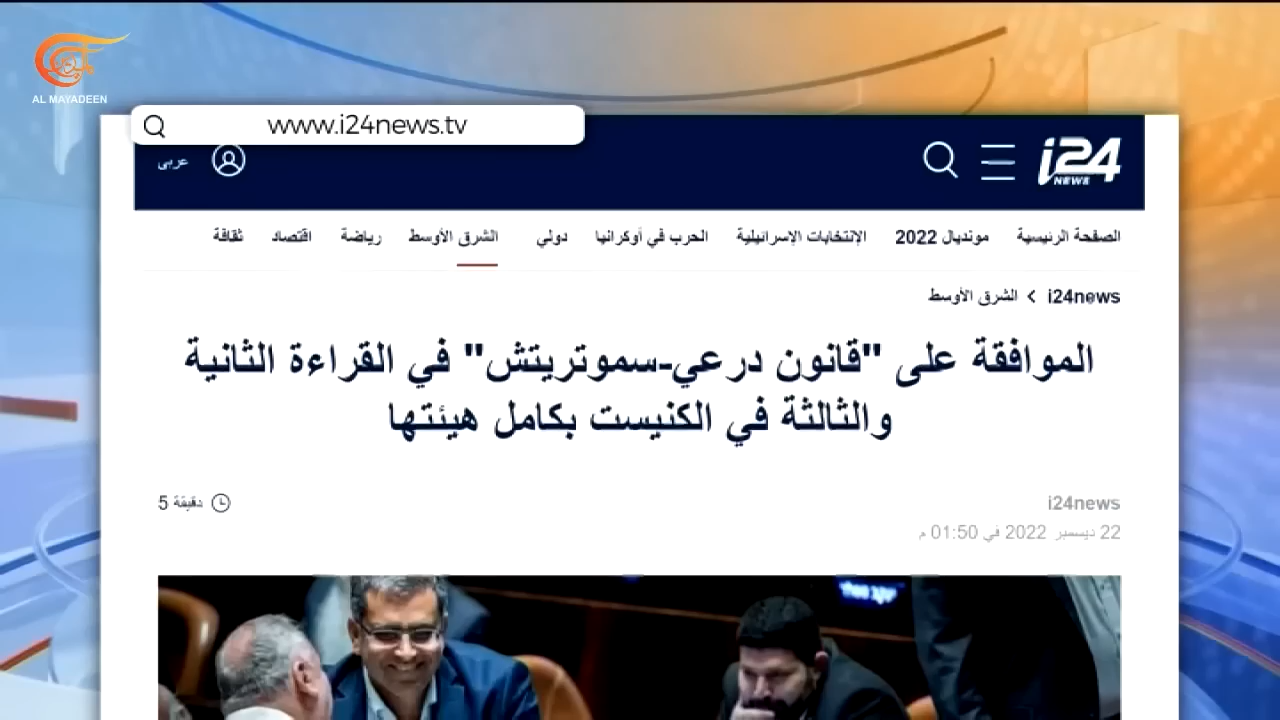 AL MAYADEEN
www.i24news.tv
i24 NEWS
عربى
الصفحة الرئيسية مونديال 2022 الإنتخابات الإسرائيلية الحرب في أوكرانيا دولي الشرق الأوسط رياضة اقتصاد ثقافة
i24news > الشرق الأوسط
الموافقة على "قانون درعي-سموتريتش" في القراءة الثانية
والثالثة في الكنيست بكامل هيئتها
i24news
دقيقة 5
22 ديسمبر 2022 في 01:50 م